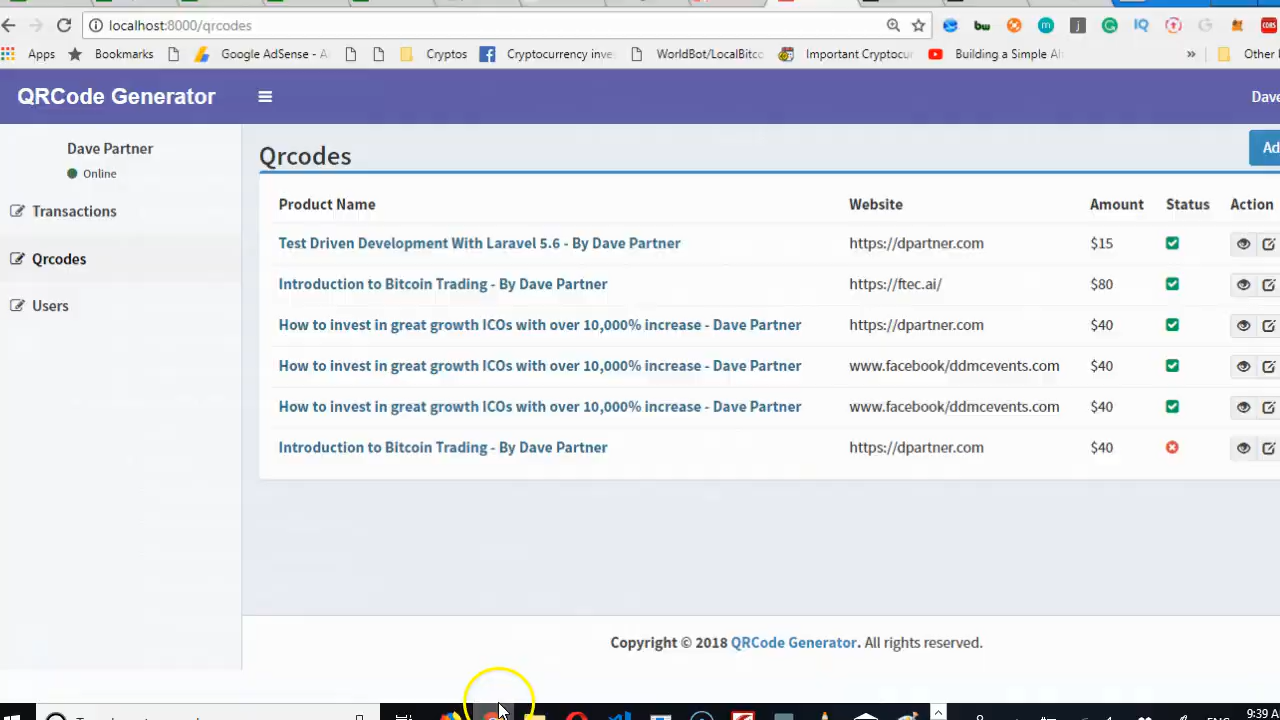 localhost:8000/qrcodes
bw
IQ
CORS
Apps
Bookmarks
Google AdSense - A
Cryptos
Cryptocurrency inve
WorldBot/LocalBitco
Important Cryptocur
Building a Simple Al
»
Other
QRCode Generator
Dave
Dave Partner
Online
Transactions
Qrcodes
Users
Qrcodes
Ad
Product Name Website Amount Status Action
Test Driven Development With Laravel 5.6 - By Dave Partner https://dpartner.com $15
Introduction to Bitcoin Trading - By Dave Partner https://ftec.ai/ $80
How to invest in great growth ICOs with over 10,000% increase - Dave Partner https://dpartner.com $40
How to invest in great growth ICOs with over 10,000% increase - Dave Partner www.facebook/ddmcevents.com $40
How to invest in great growth ICOs with over 10,000% increase - Dave Partner www.facebook/ddmcevents.com $40
Introduction to Bitcoin Trading - By Dave Partner https://dpartner.com $40
Copyright © 2018 QRCode Generator. All rights reserved.
9:39 A